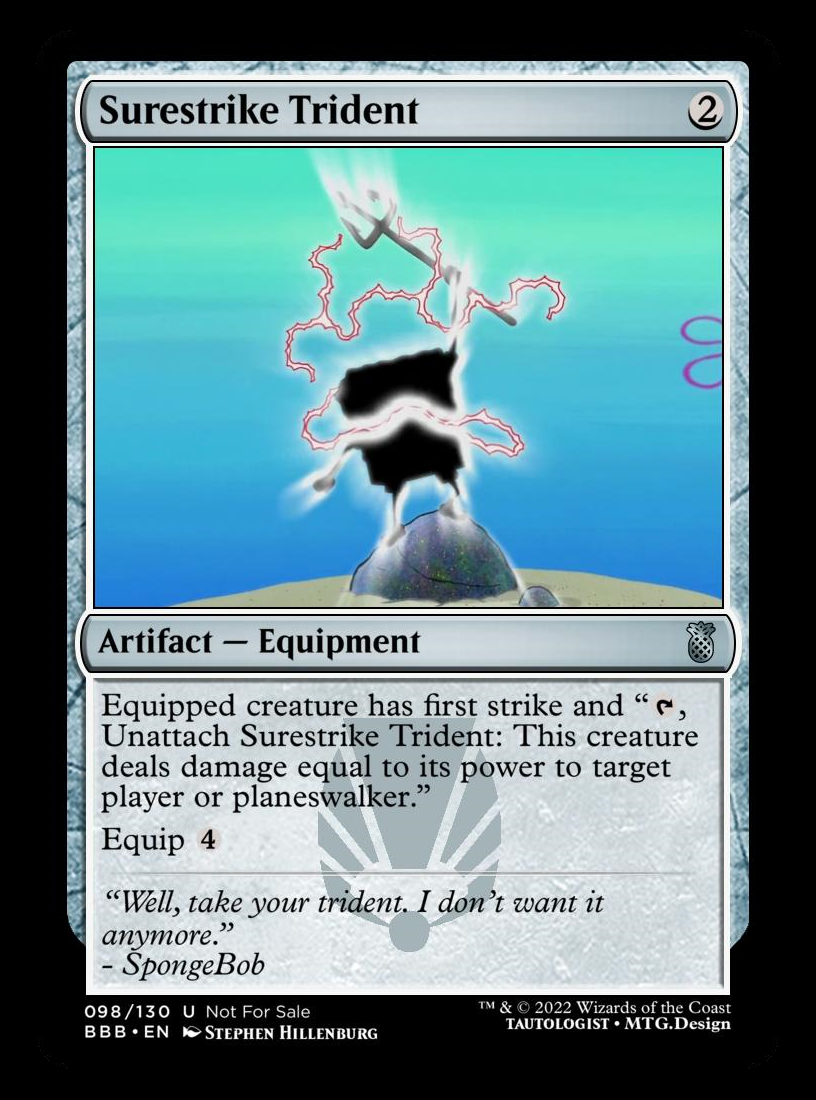 Surestrike Trident 2
Artifact — Equipment
Equipped creature has first strike and “ ,
Unattach Surestrike Trident: This creature
deals damage equal to its power to target
player or planeswalker.”
Equip 4
“Well, take your trident. I don’t want it
anymore.”
- SpongeBob
098/130 U Not For Sale
BBB • EN STEPHEN HILLENBURG
™ & © 2022 Wizards of the Coast
TAUTOLOGIST • MTG.Design